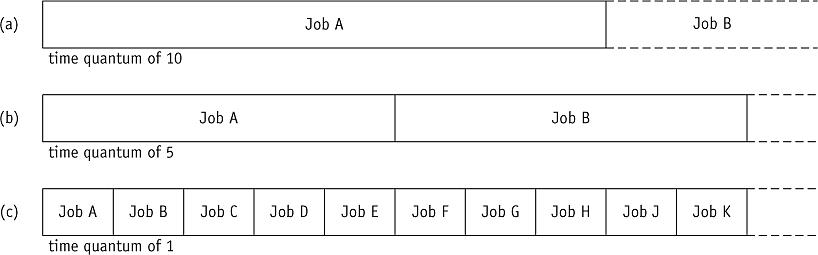 (a) Job A Job B
time quantum of 10
(b) Job A Job B
time quantum of 5
(c) Job A Job B Job C Job D Job E Job F Job G Job H Job J Job K
time quantum of 1